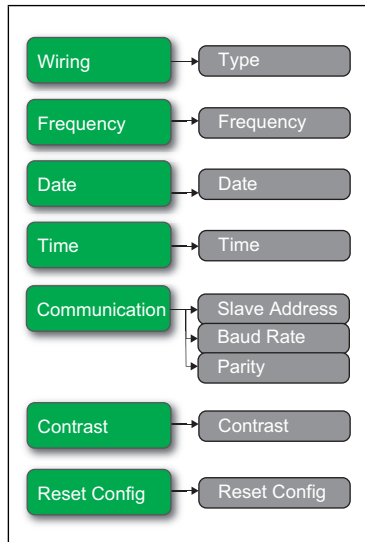 Wiring
Type
Frequency
Frequency
Date
Date
Time
Time
Communication
Slave Address
Baud Rate
Parity
Contrast
Contrast
Reset Config
Reset Config